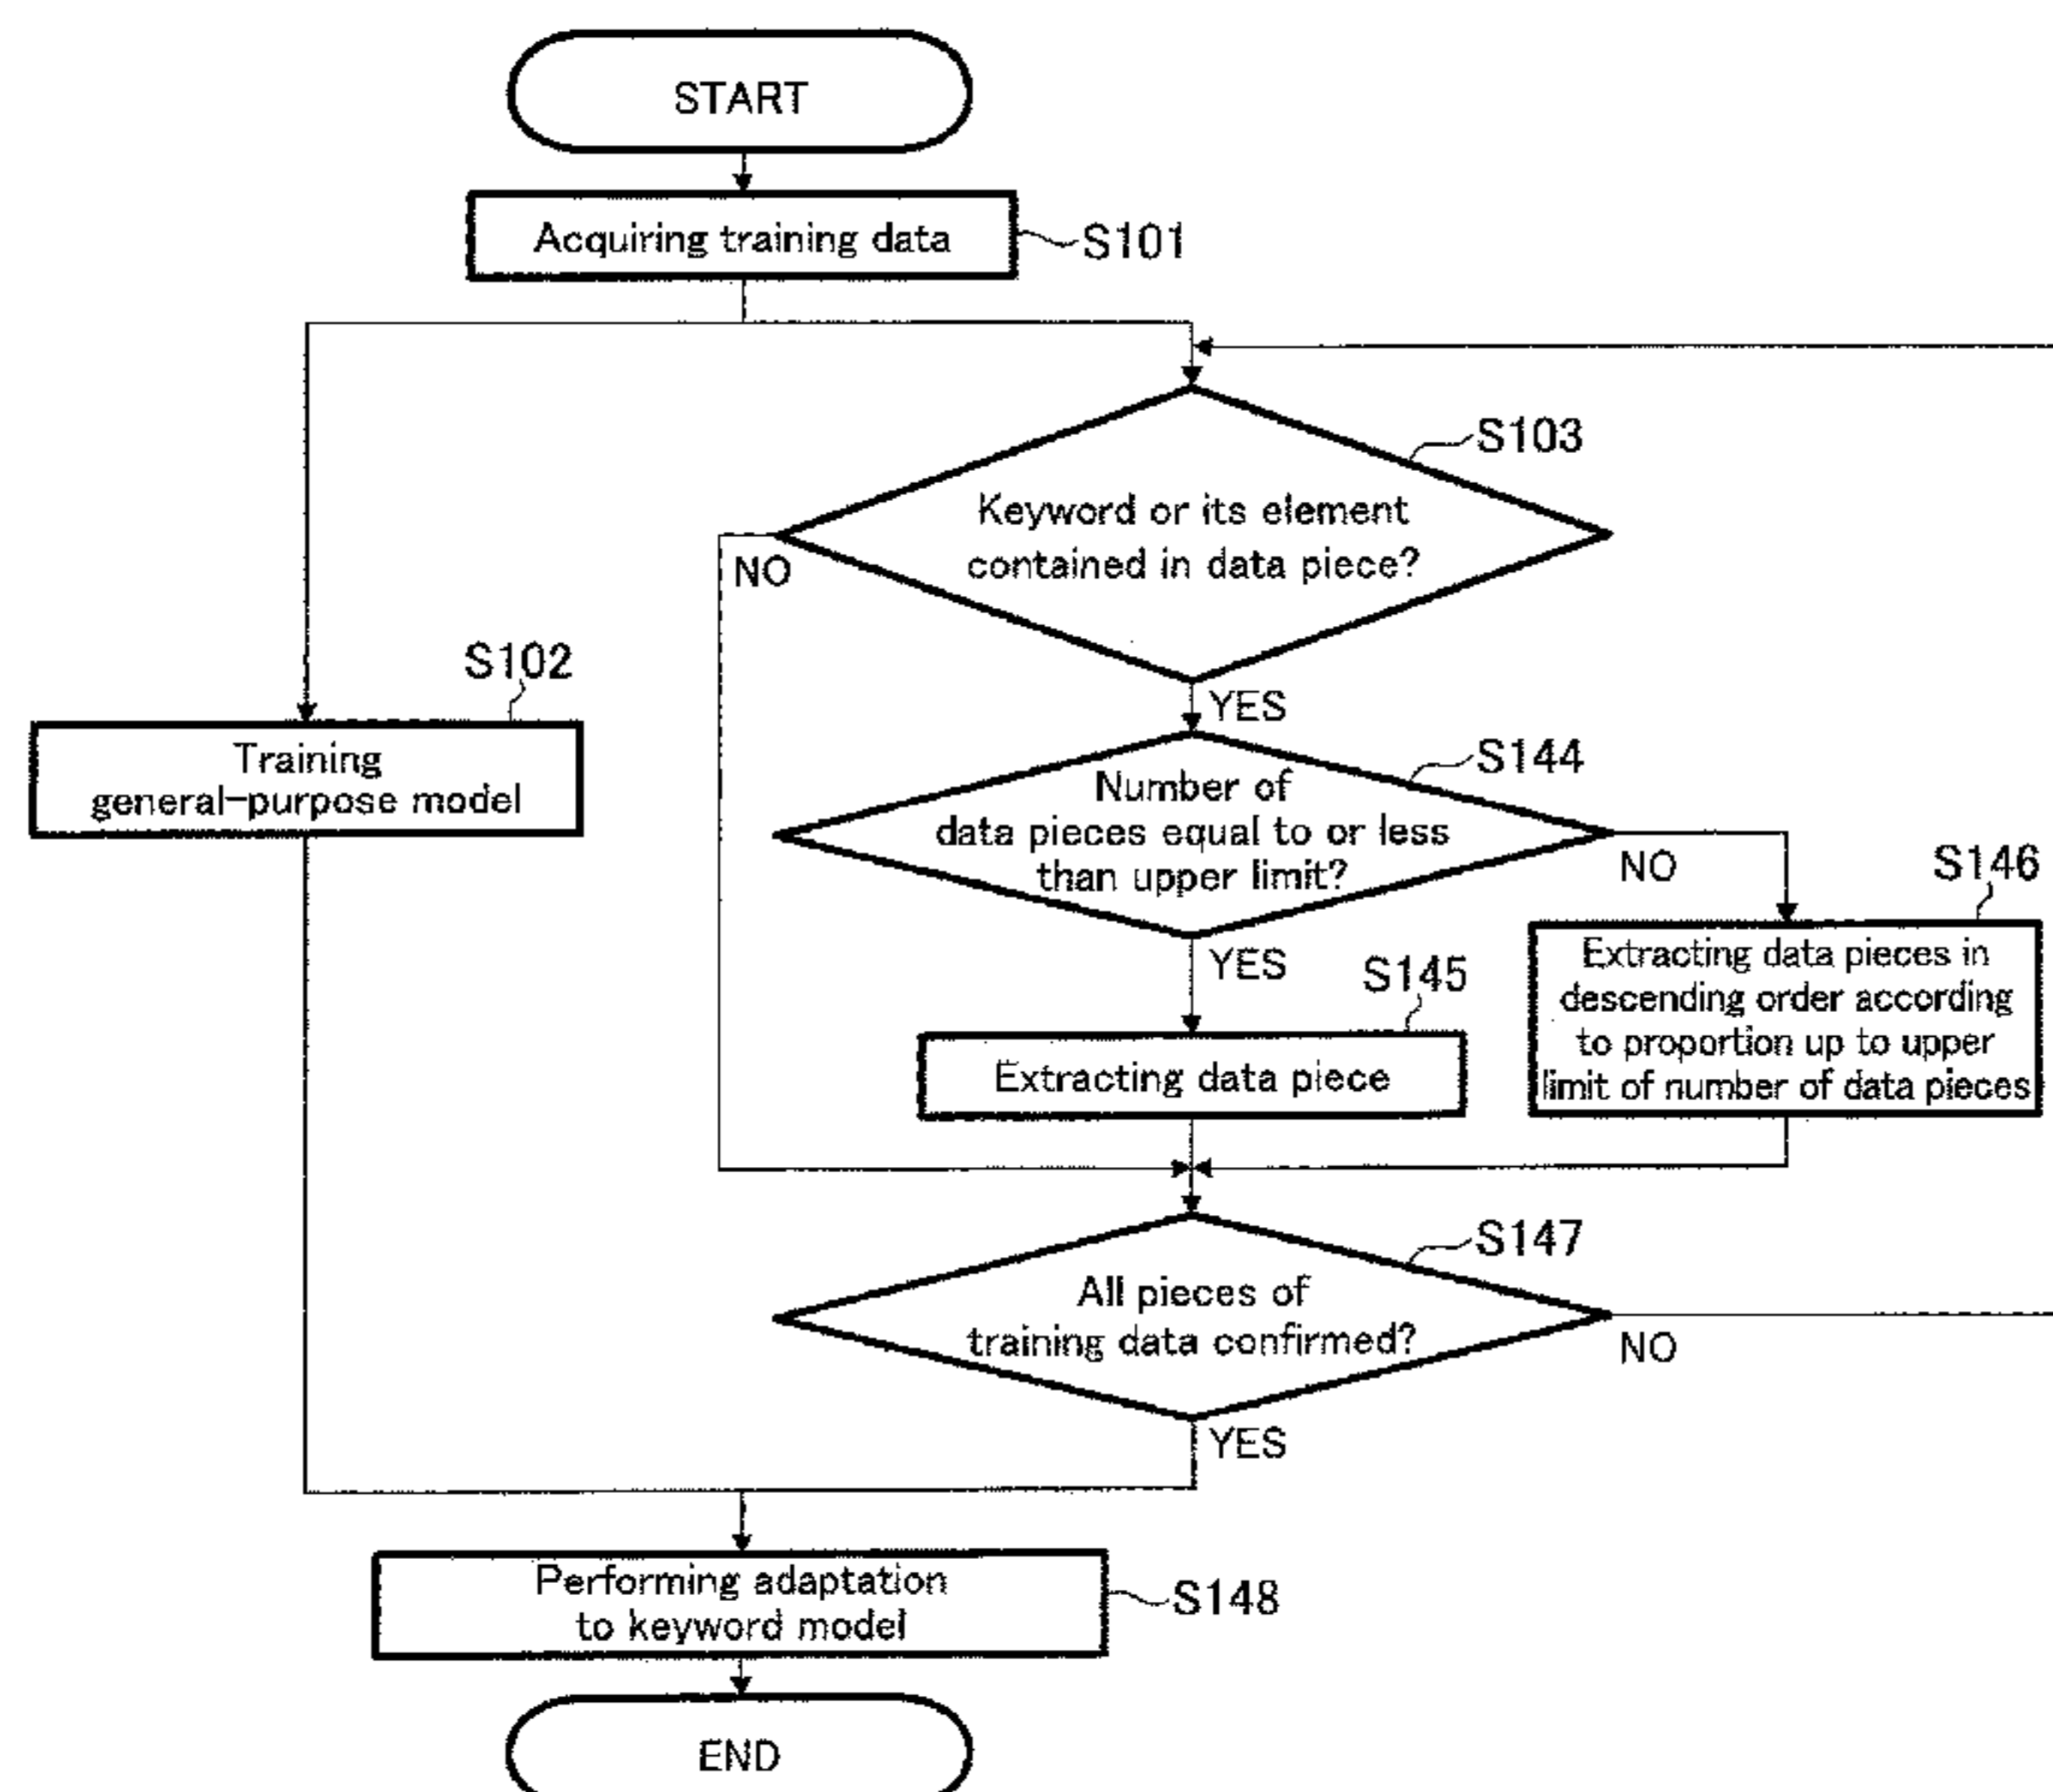 START
Acquiring training data
S101
S103
Keyword or its element
contained in data piece?
NO
YES
S102
Training
general-purpose model
S144
Number of
data pieces equal to or less
than upper limit?
NO
YES
S146
Extracting data pieces in
descending order according
to proportion up to upper
limit of number of data pieces
S145
Extracting data piece
S147
All pieces of
training data confirmed?
NO
YES
Performing adaptation
to keyword model
S148
END